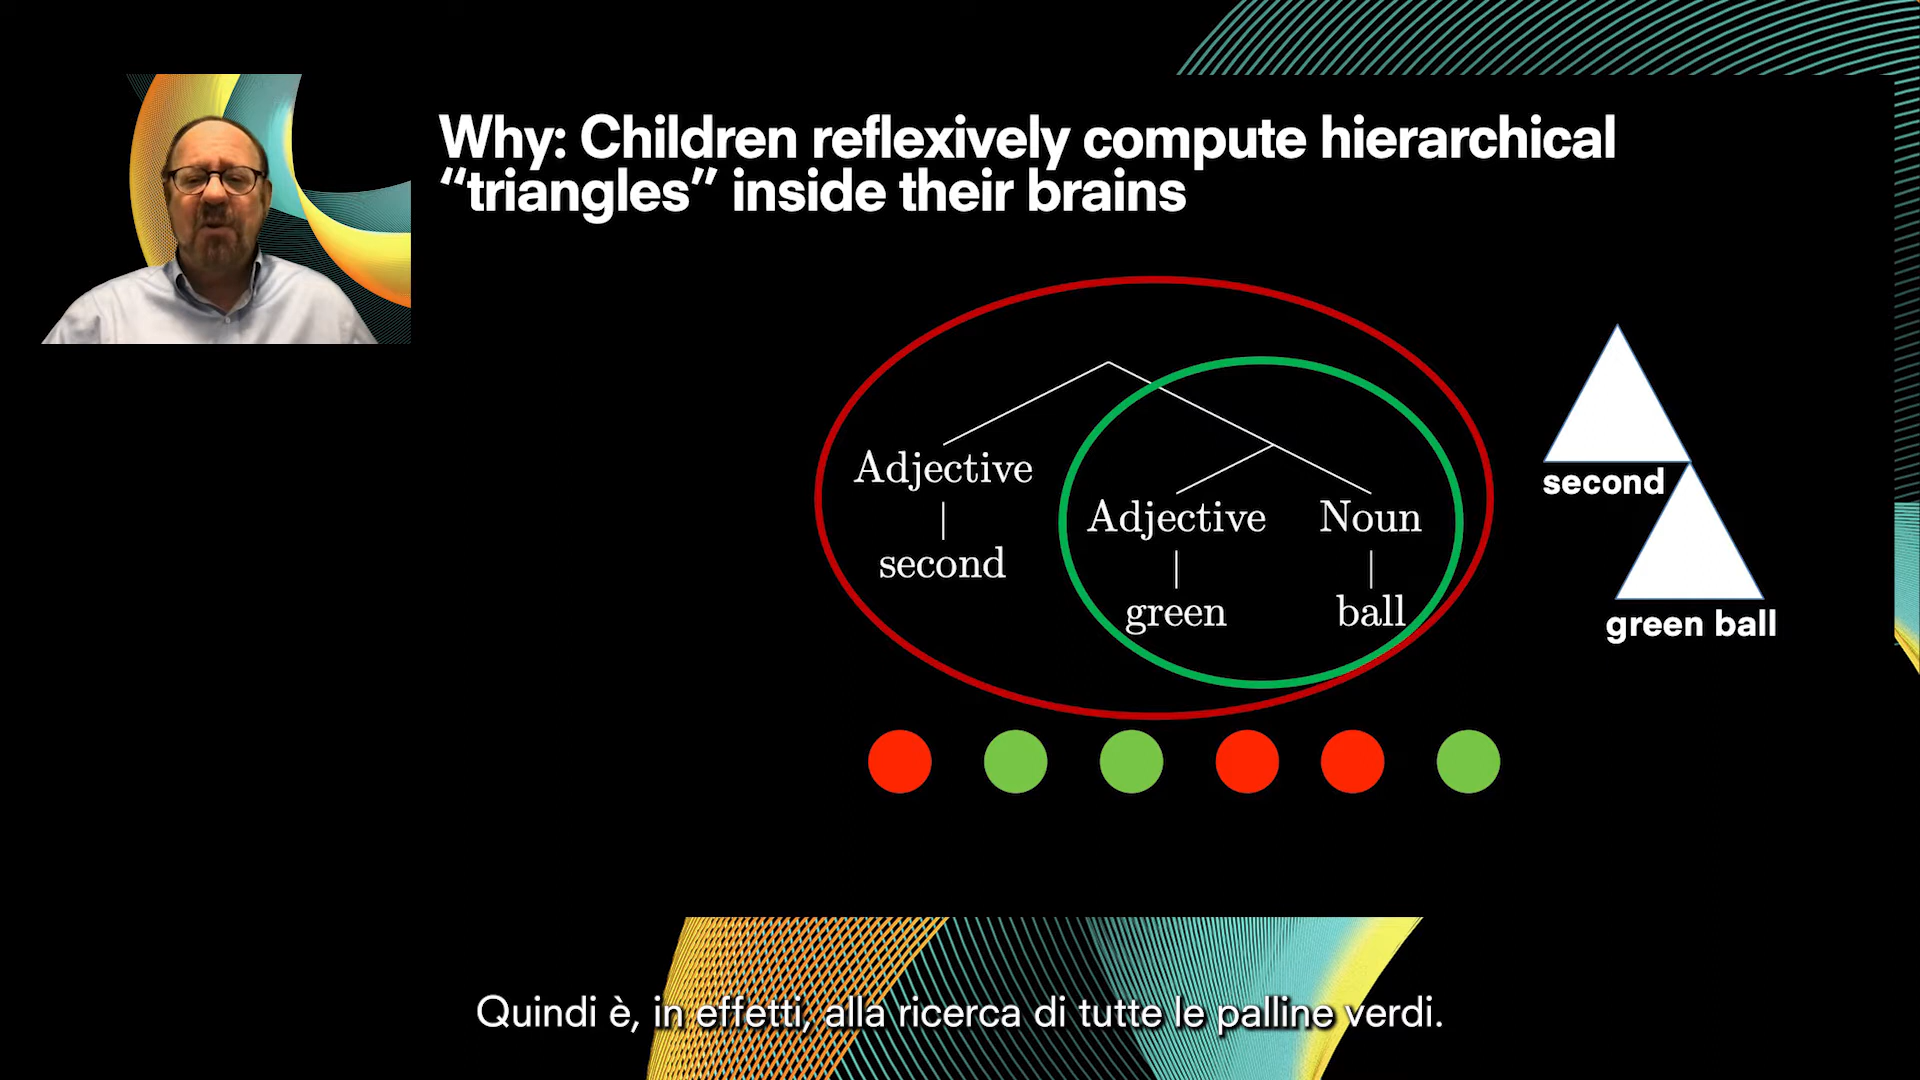 Why: Children reflexively compute hierarchical
“triangles” inside their brains
Adjective
second
Adjective Noun
green ball
second
green ball
Quindi è, in effetti, alla ricerca di tutte le palline verdi.